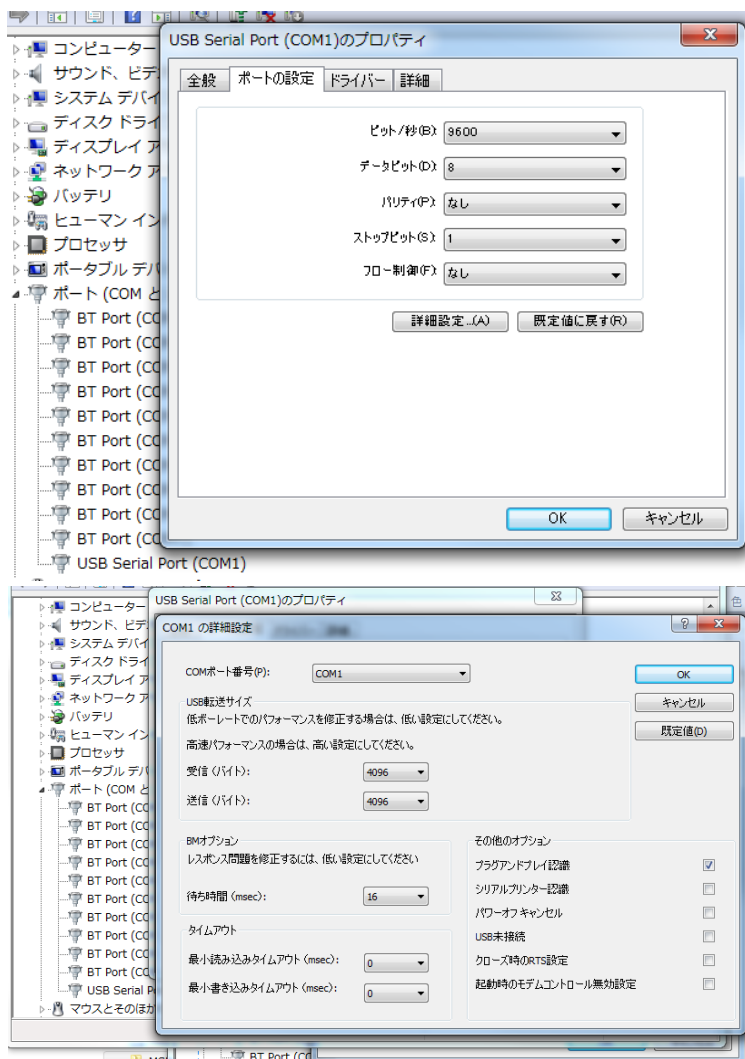 USB Serial Port (COM1)のプロパティ
全般
ポートの設定
ドライバー
詳細
ビット/秒(B):
9600
データビット(D):
8
パリティ(P):
なし
ストップビット(S):
1
フロー制御(F):
なし
詳細設定...(A)
既定値に戻す(R)
OK
キャンセル
コンピューター
サウンド、ビデ
システム デバイ
ディスク ドライ
ディスプレイ ア
ネットワーク ア
バッテリ
ヒューマン イン
プロセッサ
ポータブル デバ
ポート (COM と
BT Port (CO
BT Port (CO
BT Port (CO
BT Port (CO
BT Port (CO
BT Port (CO
BT Port (CO
BT Port (CO
BT Port (CO
BT Port (CO
USB Serial Port (COM1)
USB Serial Port (COM1)のプロパティ
色
コンピューター
サウンド、ビデ
システム デバイ
ディスク ドライ
ディスプレイ ア
ネットワーク ア
バッテリ
ヒューマン イン
プロセッサ
ポータブル デバ
ポート (COM と
BT Port (CO
BT Port (CO
BT Port (CO
BT Port (CO
BT Port (CO
BT Port (CO
BT Port (CO
BT Port (CO
BT Port (CO
BT Port (CO
USB Serial P
マウスとそのほか
COM1 の詳細設定
COMポート番号(P):
COM1
OK
キャンセル
既定値(D)
USB転送サイズ
低ボーレートでのパフォーマンスを修正する場合は、低い設定にしてください。
高速パフォーマンスの場合は、高い設定にしてください。
受信 (バイト):
4096
送信 (バイト):
4096
BMオプション
レスポンス問題を修正するには、低い設定にしてください
待ち時間 (msec):
16
タイムアウト
最小読み込みタイムアウト (msec):
0
最小書き込みタイムアウト (msec):
0
その他のオプション
プラグアンドプレイ認識
シリアルプリンター認識
パワーオフ キャンセル
USB未接続
クローズ時のRTS設定
起動時のモデムコントロール無効設定
BT Port (CO